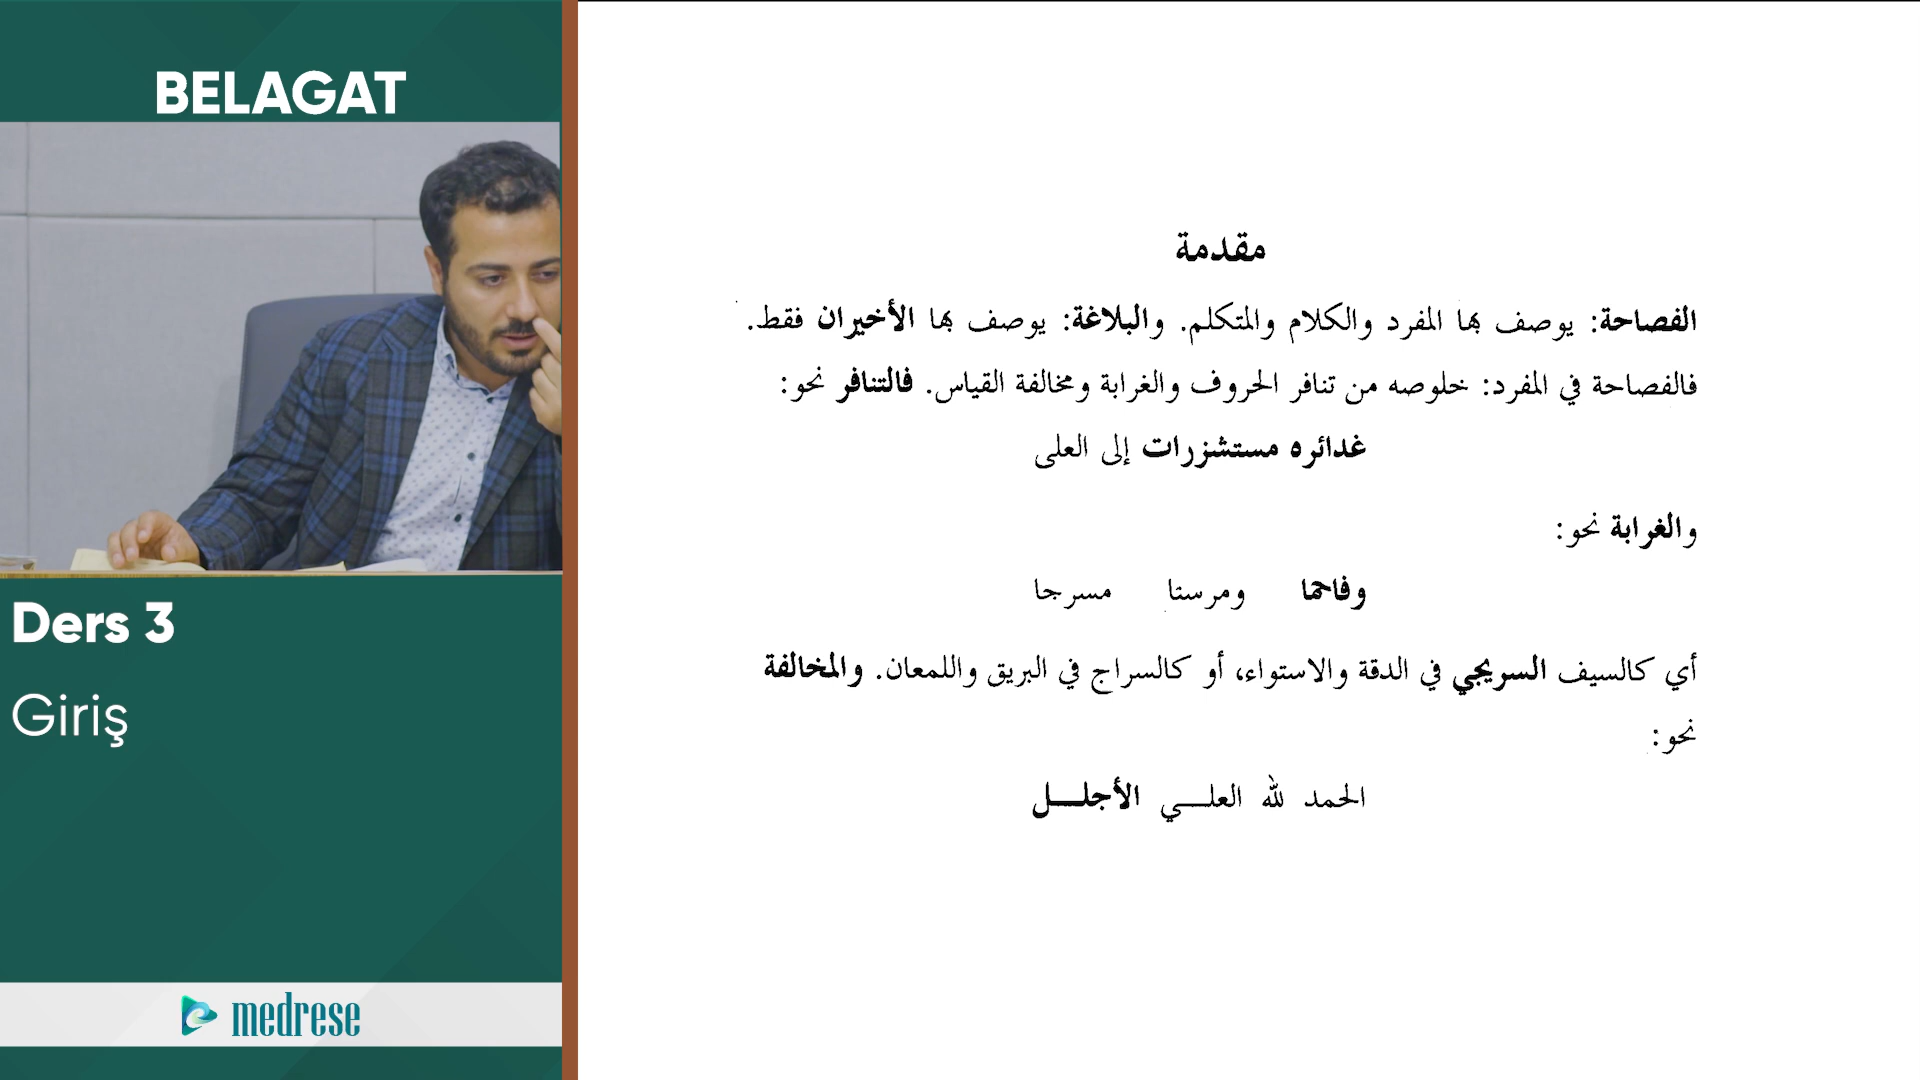 BELAGAT
Ders 3
Giriş
medrese
مقدمة
الفصاحة: يوصف بها المفرد والكلام والمتكلم. والبلاغة: يوصف بها الأخيران فقط.
فالفصاحة في المفرد: خلوصه من تنافر الحروف والغرابة ومخالفة القياس. فالتنافر نحو:
غدائره مستشزرات إلى العلى
والغرابة نحو:
وفاحما ومرسنا مسرجا
أي كالسيف السريجي في الدقة والاستواء، أو كالسراج في البريق واللمعان. والمخالفة
نحو:
الحمد لله العلـــي الأجلـــل